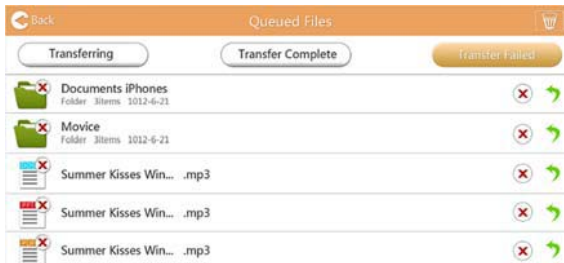 Back
Queued Files
Transferring
Transfer Complete
Transfer Failed
Documents iPhones
Folder 3items 1012-6-21
Movice
Folder 3items 1012-6-21
Summer Kisses Win... .mp3
Summer Kisses Win... .mp3
Summer Kisses Win... .mp3